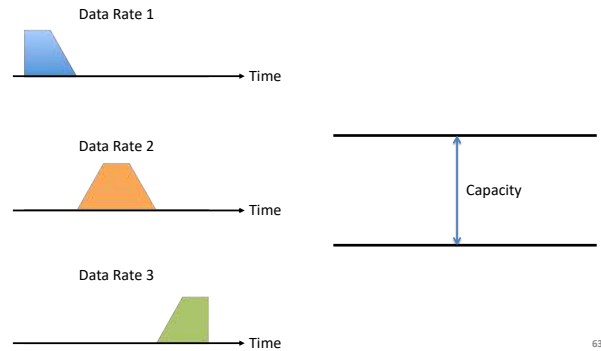 Data Rate 1
Time
Data Rate 2
Capacity
Time
Data Rate 3
Time
63